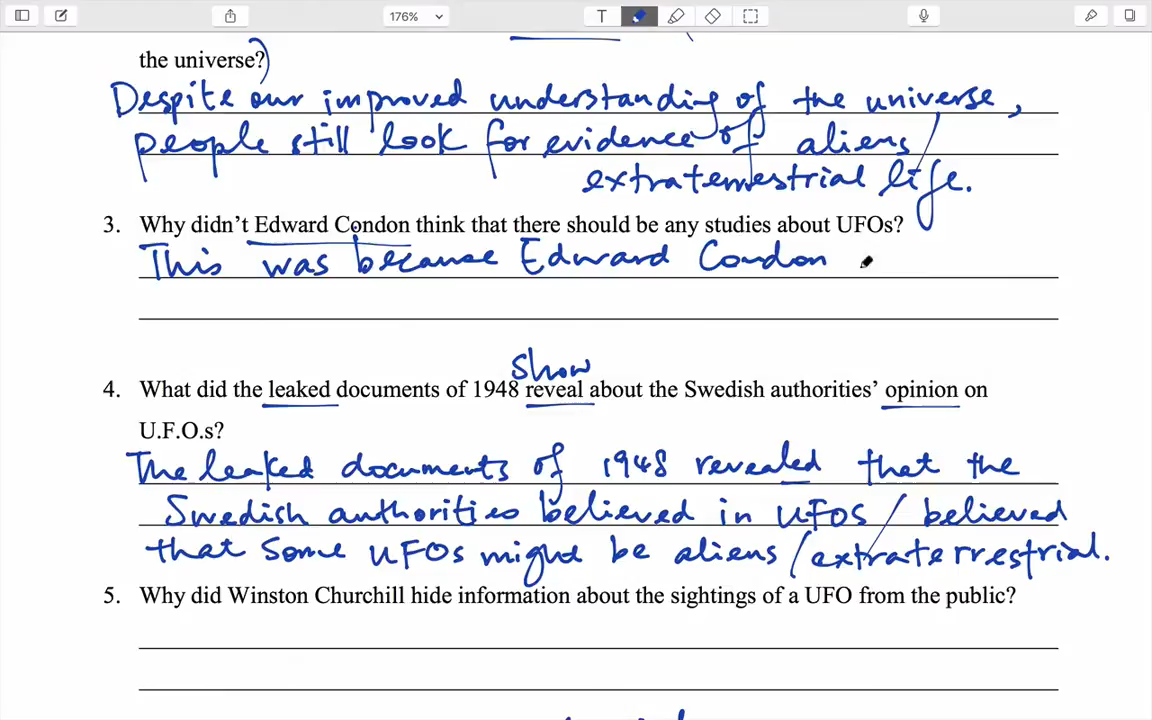 176%
T
the universe?)
Despite our improved understanding of the universe,
people still look for evidence of aliens /
extraterrestrial life.
3. Why didn't Edward Condon think that there should be any studies about UFOs?
This was because Edward Condon
show
4. What did the leaked documents of 1948 reveal about the Swedish authorities' opinion on
U.F.O.s?
The leaked documents of 1948 revealed that the
Swedish authorities believed in UFOs / believed
that some UFOs might be aliens / extraterrestrial.
5. Why did Winston Churchill hide information about the sightings of a UFO from the public?